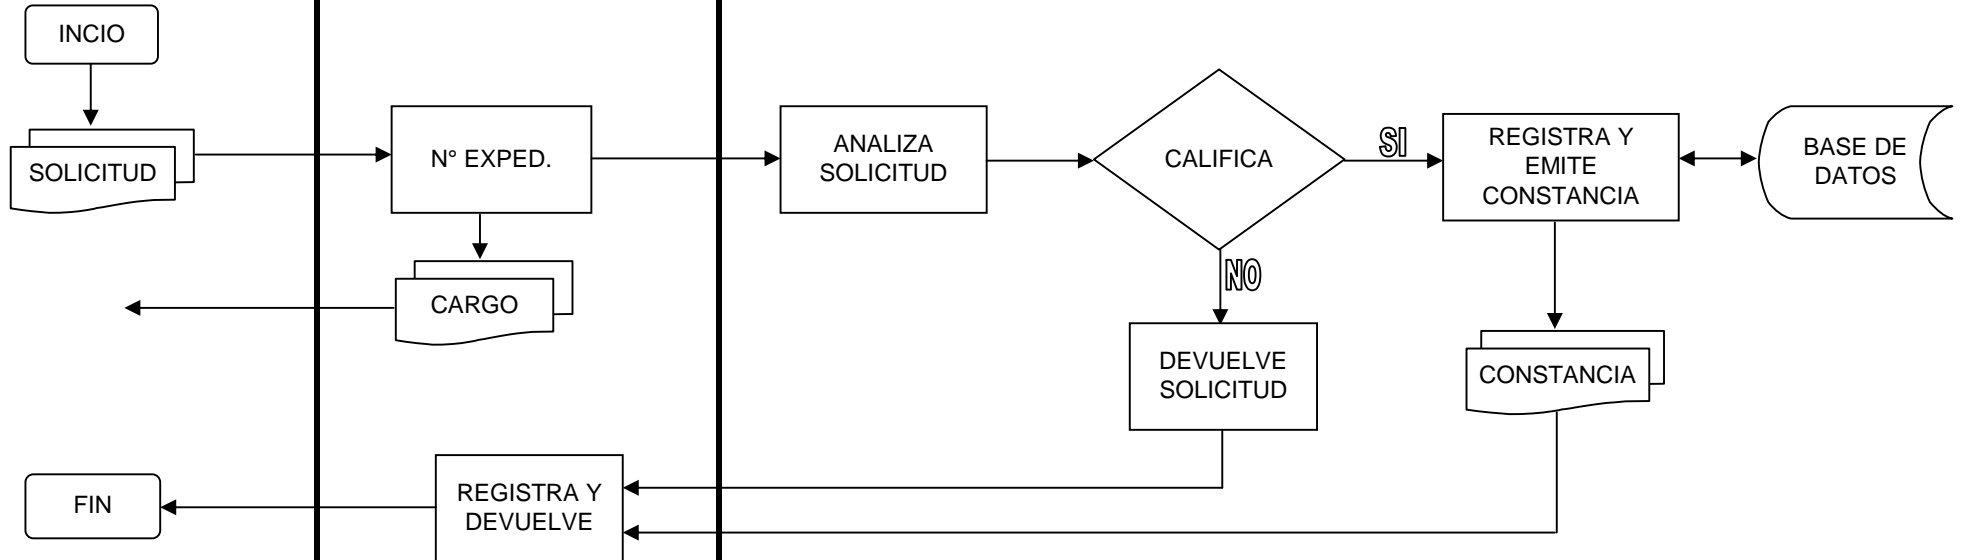 INCIO
SOLICITUD
N° EXPED.
CARGO
ANALIZA
SOLICITUD
CALIFICA
SI
NO
REGISTRA Y
EMITE
CONSTANCIA
BASE DE
DATOS
DEVUELVE
SOLICITUD
CONSTANCIA
REGISTRA Y
DEVUELVE
FIN